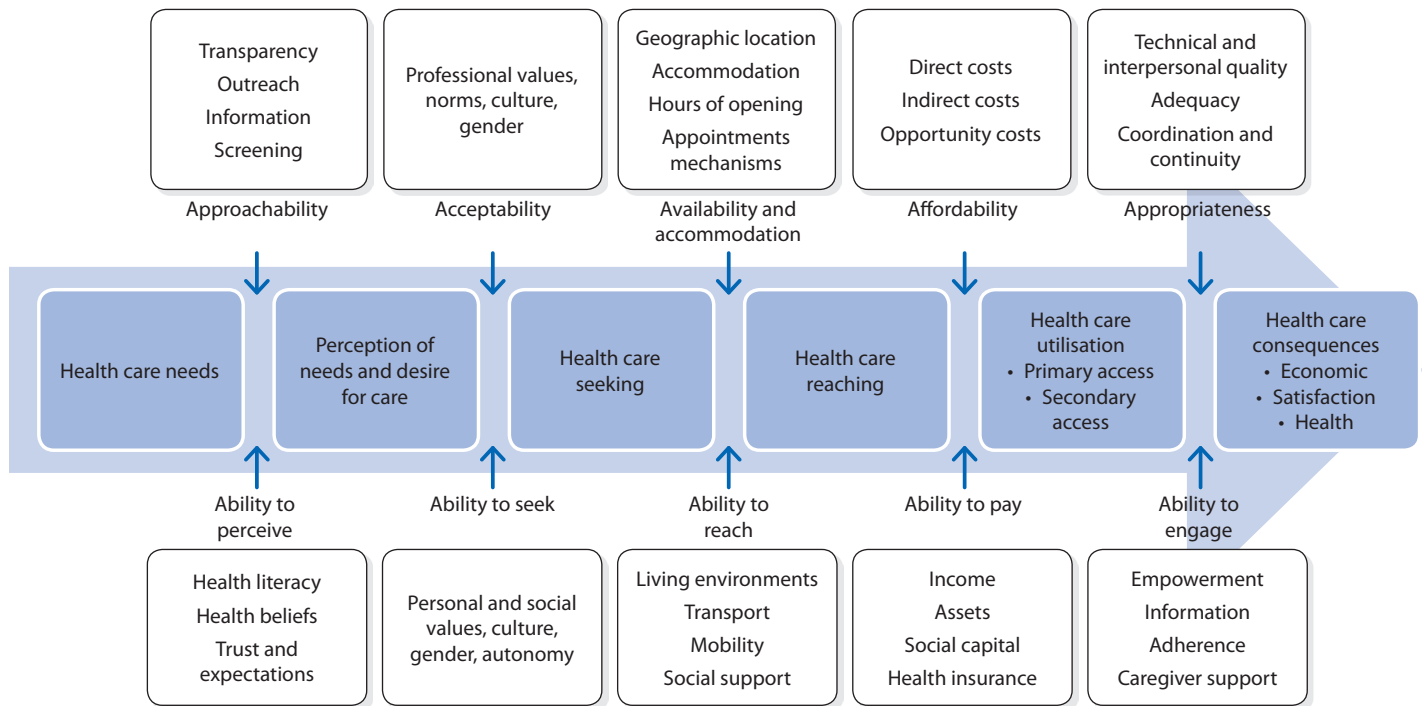 Transparency
Outreach
Information
Screening
Professional values,
norms, culture,
gender
Geographic location
Accommodation
Hours of opening
Appointments
mechanisms
Direct costs
Indirect costs
Opportunity costs
Technical and
interpersonal quality
Adequacy
Coordination and
continuity
Approachability
Acceptability
Availability and
accommodation
Affordability
Appropriateness
Health care needs
Perception of
needs and desire
for care
Health care
seeking
Health care
reaching
Health care
utilisation
• Primary access
• Secondary
access
Health care
consequences
• Economic
• Satisfaction
• Health
Ability to
perceive
Ability to seek
Ability to
reach
Ability to pay
Ability to
engage
Health literacy
Health beliefs
Trust and
expectations
Personal and social
values, culture,
gender, autonomy
Living environments
Transport
Mobility
Social support
Income
Assets
Social capital
Health insurance
Empowerment
Information
Adherence
Caregiver support